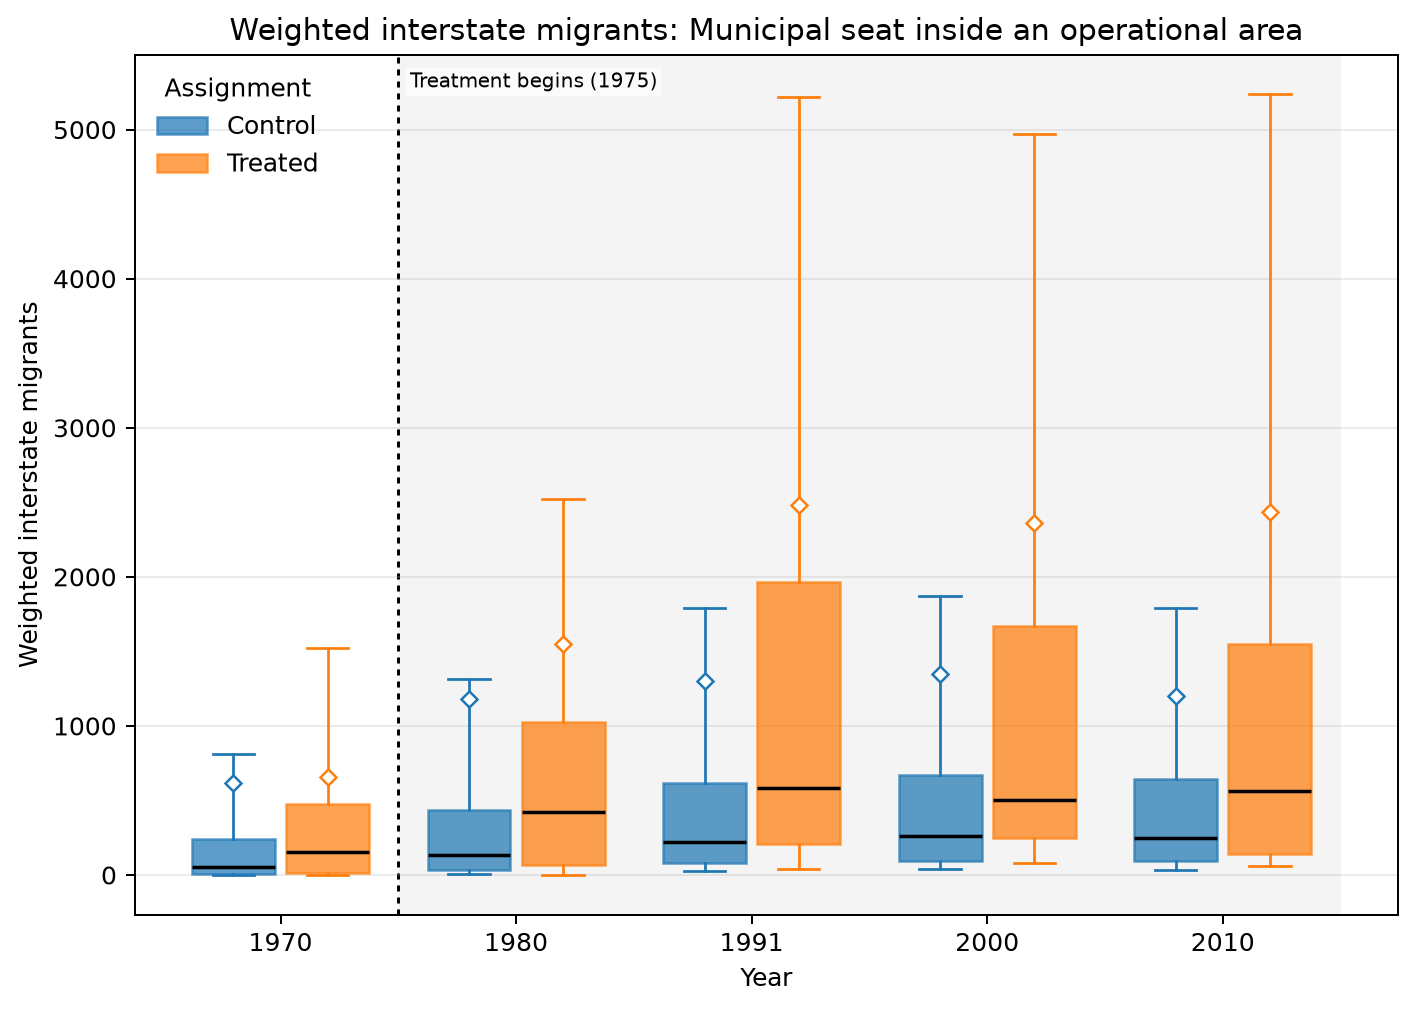 Weighted interstate migrants: Municipal seat inside an operational area
Treatment begins (1975)
Assignment
Control
Treated
Weighted interstate migrants
5000
4000
3000
2000
1000
0
1970 1980 1991 2000 2010
Year